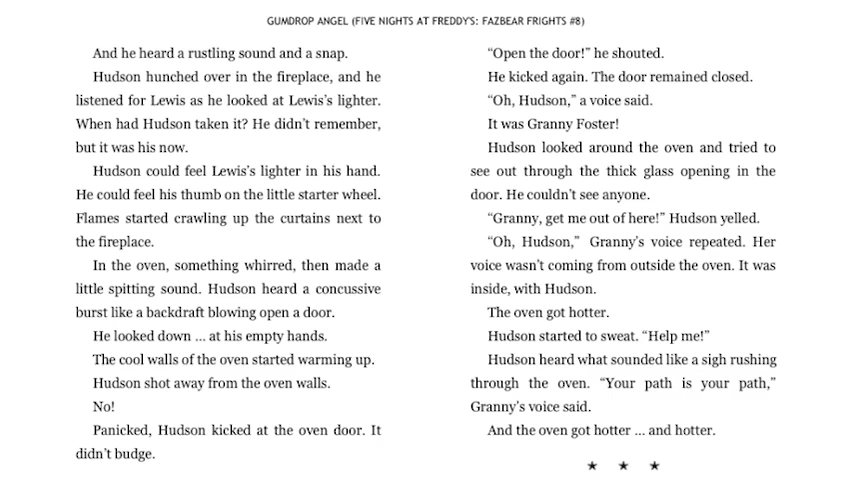 GUMDROP ANGEL (FIVE NIGHTS AT FREDDY'S: FAZBEAR FRIGHTS #8)
And he heard a rustling sound and a snap.
Hudson hunched over in the fireplace, and he
listened for Lewis as he looked at Lewis’s lighter.
When had Hudson taken it? He didn’t remember,
but it was his now.
Hudson could feel Lewis’s lighter in his hand.
He could feel his thumb on the little starter wheel.
Flames started crawling up the curtains next to
the fireplace.
In the oven, something whirred, then made a
little spitting sound. Hudson heard a concussive
burst like a backdraft blowing open a door.
He looked down ... at his empty hands.
The cool walls of the oven started warming up.
Hudson shot away from the oven walls.
No!
Panicked, Hudson kicked at the oven door. It
didn’t budge.
“Open the door!” he shouted.
He kicked again. The door remained closed.
“Oh, Hudson,” a voice said.
It was Granny Foster!
Hudson looked around the oven and tried to
see out through the thick glass opening in the
door. He couldn’t see anyone.
“Granny, get me out of here!” Hudson yelled.
“Oh, Hudson,” Granny’s voice repeated. Her
voice wasn’t coming from outside the oven. It was
inside, with Hudson.
The oven got hotter.
Hudson started to sweat. “Help me!”
Hudson heard what sounded like a sigh rushing
through the oven. “Your path is your path,”
Granny’s voice said.
And the oven got hotter ... and hotter.
★ ★ ★